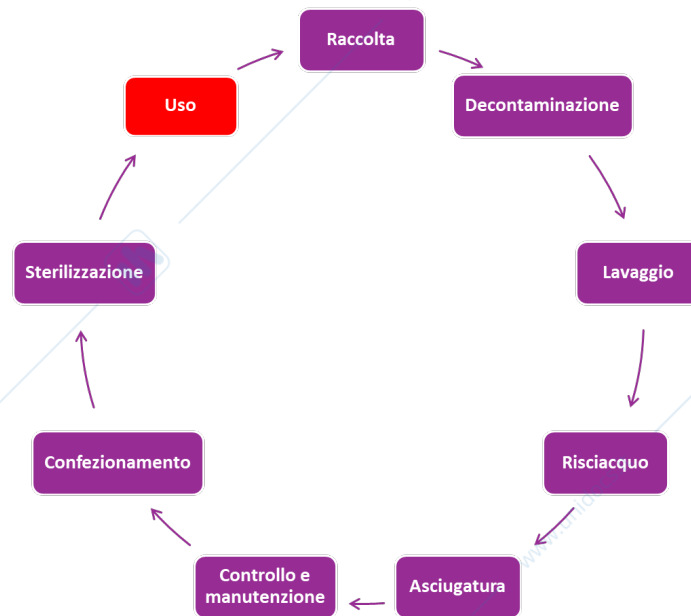 Raccolta
Uso
Decontaminazione
Sterilizzazione
Lavaggio
Confezionamento
Risciacquo
Controllo e
manutenzione
Asciugatura